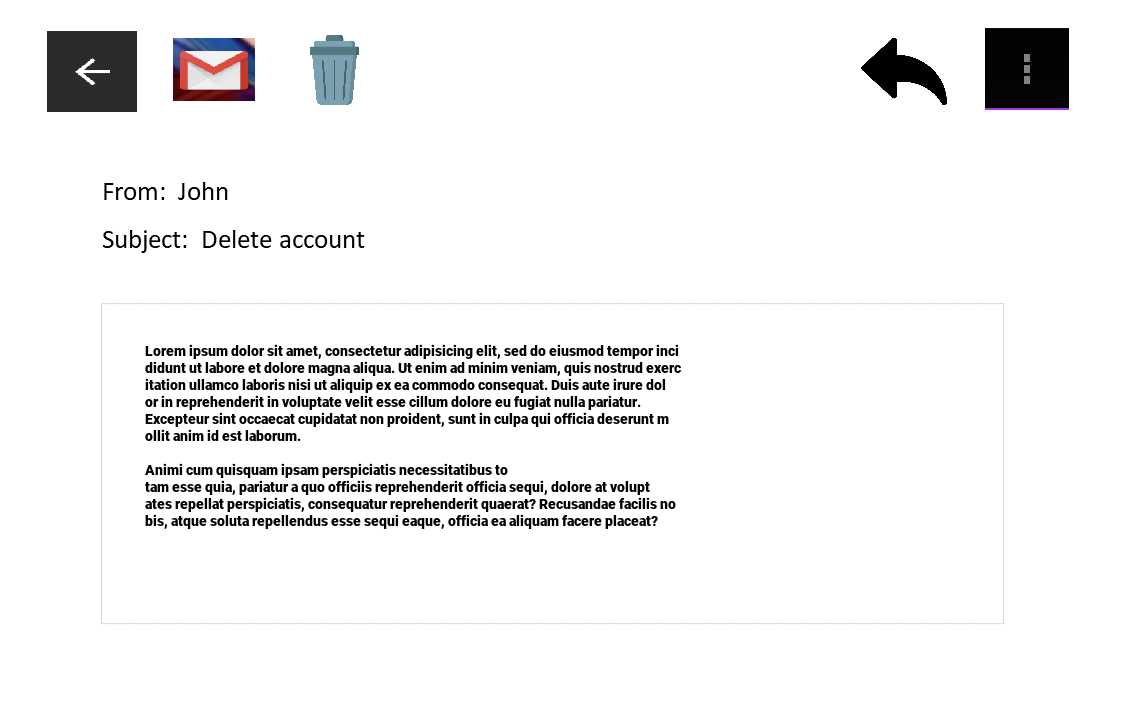 From: John
Subject: Delete account
Lorem ipsum dolor sit amet, consectetur adipisicing elit, sed do eiusmod tempor inci
didunt ut labore et dolore magna aliqua. Ut enim ad minim veniam, quis nostrud exerc
itation ullamco laboris nisi ut aliquip ex ea commodo consequat. Duis aute irure dol
or in reprehenderit in voluptate velit esse cillum dolore eu fugiat nulla pariatur.
Excepteur sint occaecat cupidatat non proident, sunt in culpa qui officia deserunt m
ollit anim id est laborum.
Animi cum quisquam ipsam perspiciatis necessitatibus to
tam esse quia, pariatur a quo officiis reprehenderit officia sequi, dolore at volupt
ates repellat perspiciatis, consequatur reprehenderit quaerat? Recusandae facilis no
bis, atque soluta repellendus esse sequi eaque, officia ea aliquam facere placeat?